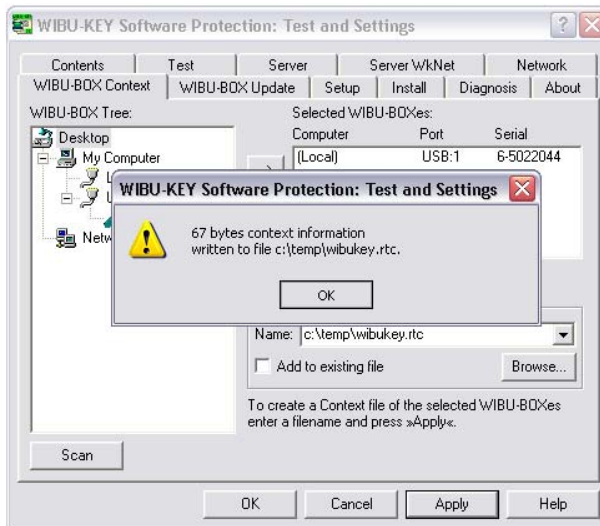 WIBU-KEY Software Protection: Test and Settings
Contents Test Server Server WkNet Network
WIBU-BOX Context WIBU-BOX Update Setup Install Diagnosis About
WIBU-BOX Tree:
Selected WIBU-BOXes:
Desktop
Computer Port Serial
My Computer
(Local) USB:1 6-5022044
WIBU-KEY Software Protection: Test and Settings
67 bytes context information
written to file c:\temp\wibukey.rtc.
OK
Name: c:\temp\wibukey.rtc
Add to existing file
Browse...
To create a Context file of the selected WIBU-BOXes
enter a filename and press »Apply«.
Scan
OK Cancel Apply Help